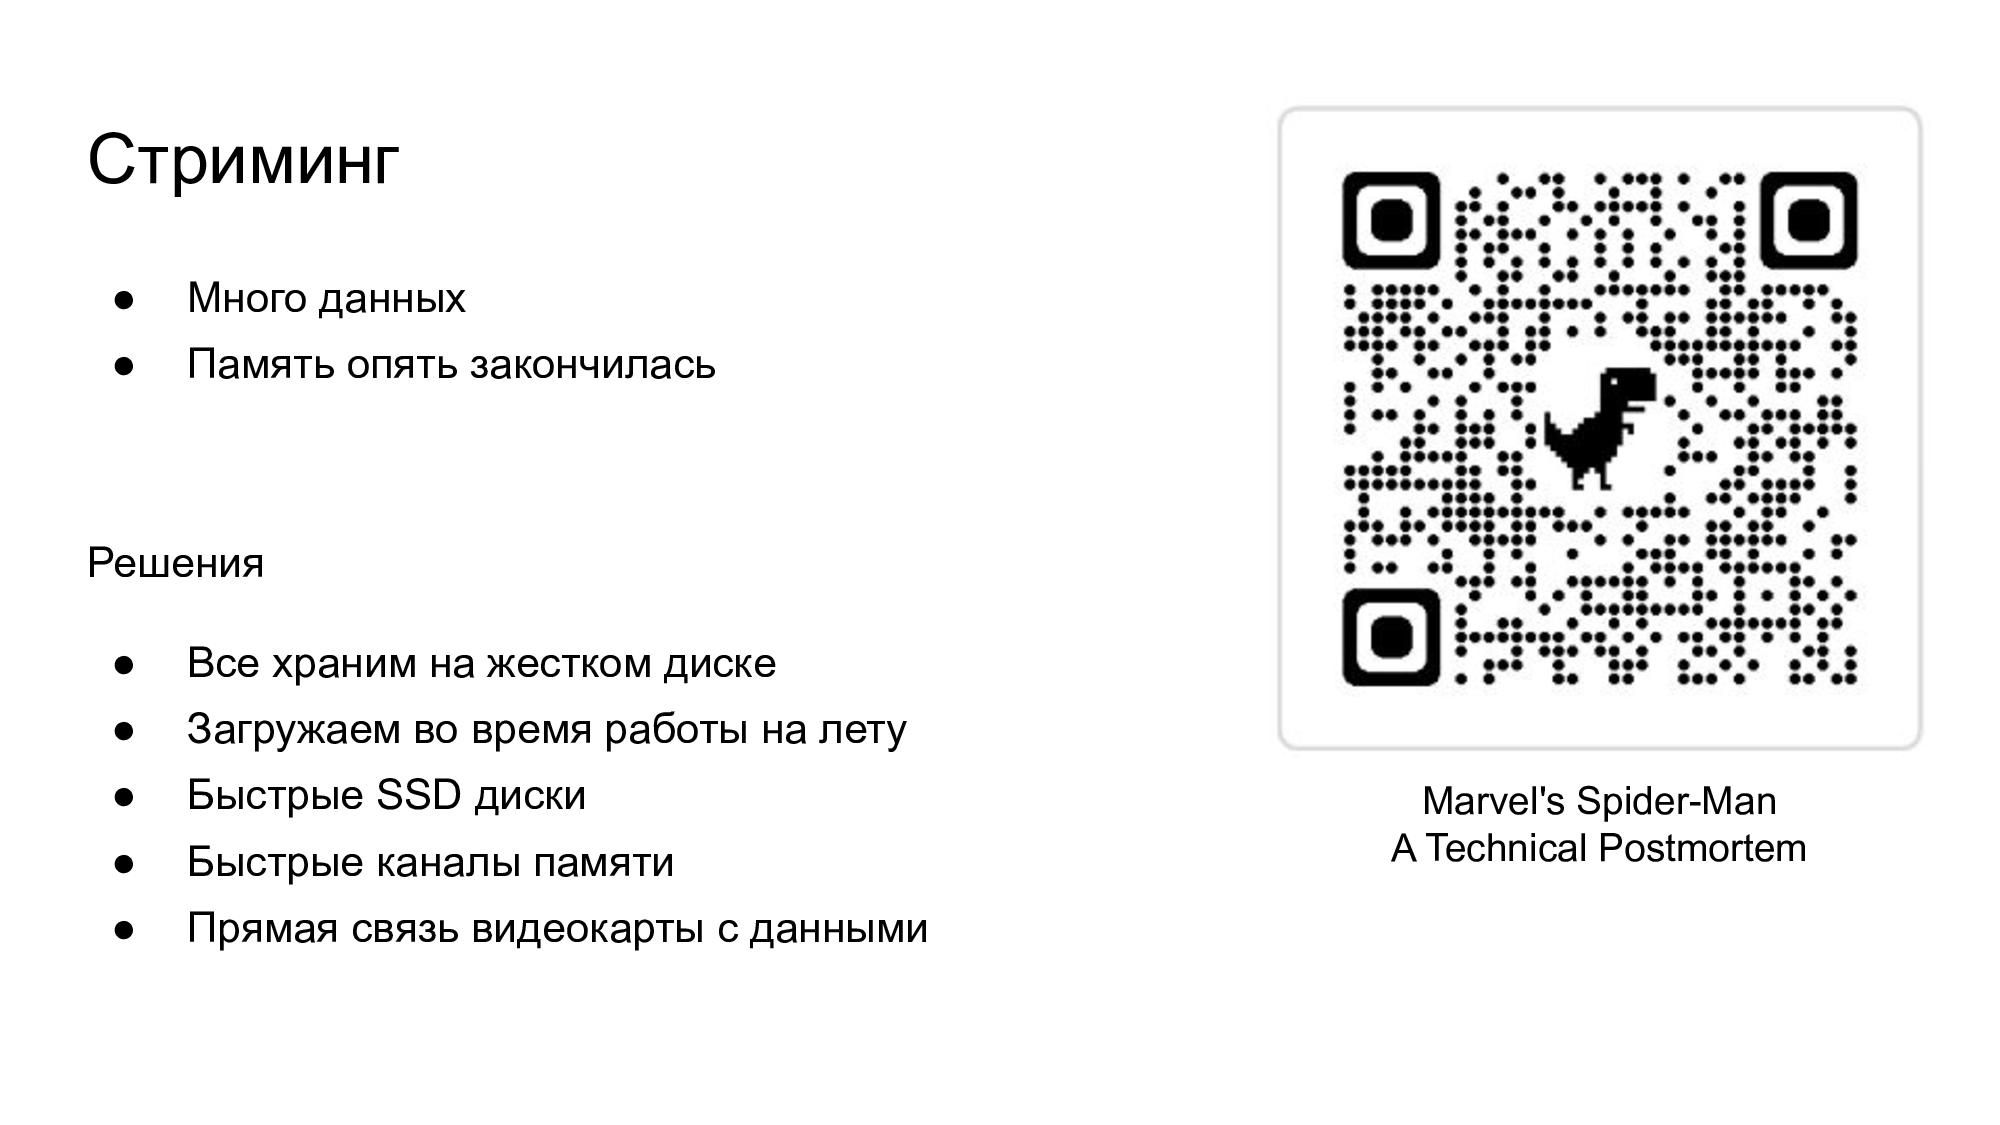 Стриминг
● Много данных
● Память опять закончилась
Решения
● Все храним на жестком диске
● Загружаем во время работы на лету
● Быстрые SSD диски
● Быстрые каналы памяти
● Прямая связь видеокарты с данными
Marvel's Spider-Man
A Technical Postmortem